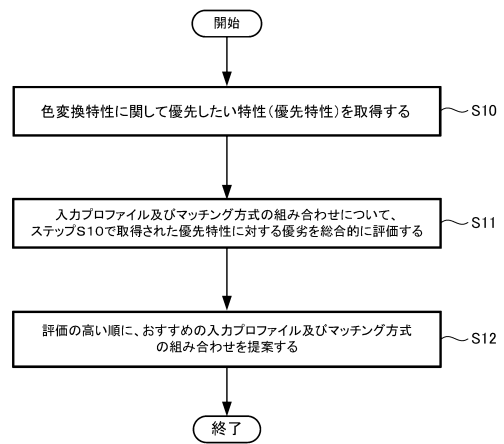 開始
色変換特性に関して優先したい特性(優先特性)を取得する
S10
入力プロファイル及びマッチング方式の組み合わせについて、
ステップS10で取得された優先特性に対する優劣を総合的に評価する
S11
評価の高い順に、おすすめの入力プロファイル及びマッチング方式
の組み合わせを提案する
S12
終了